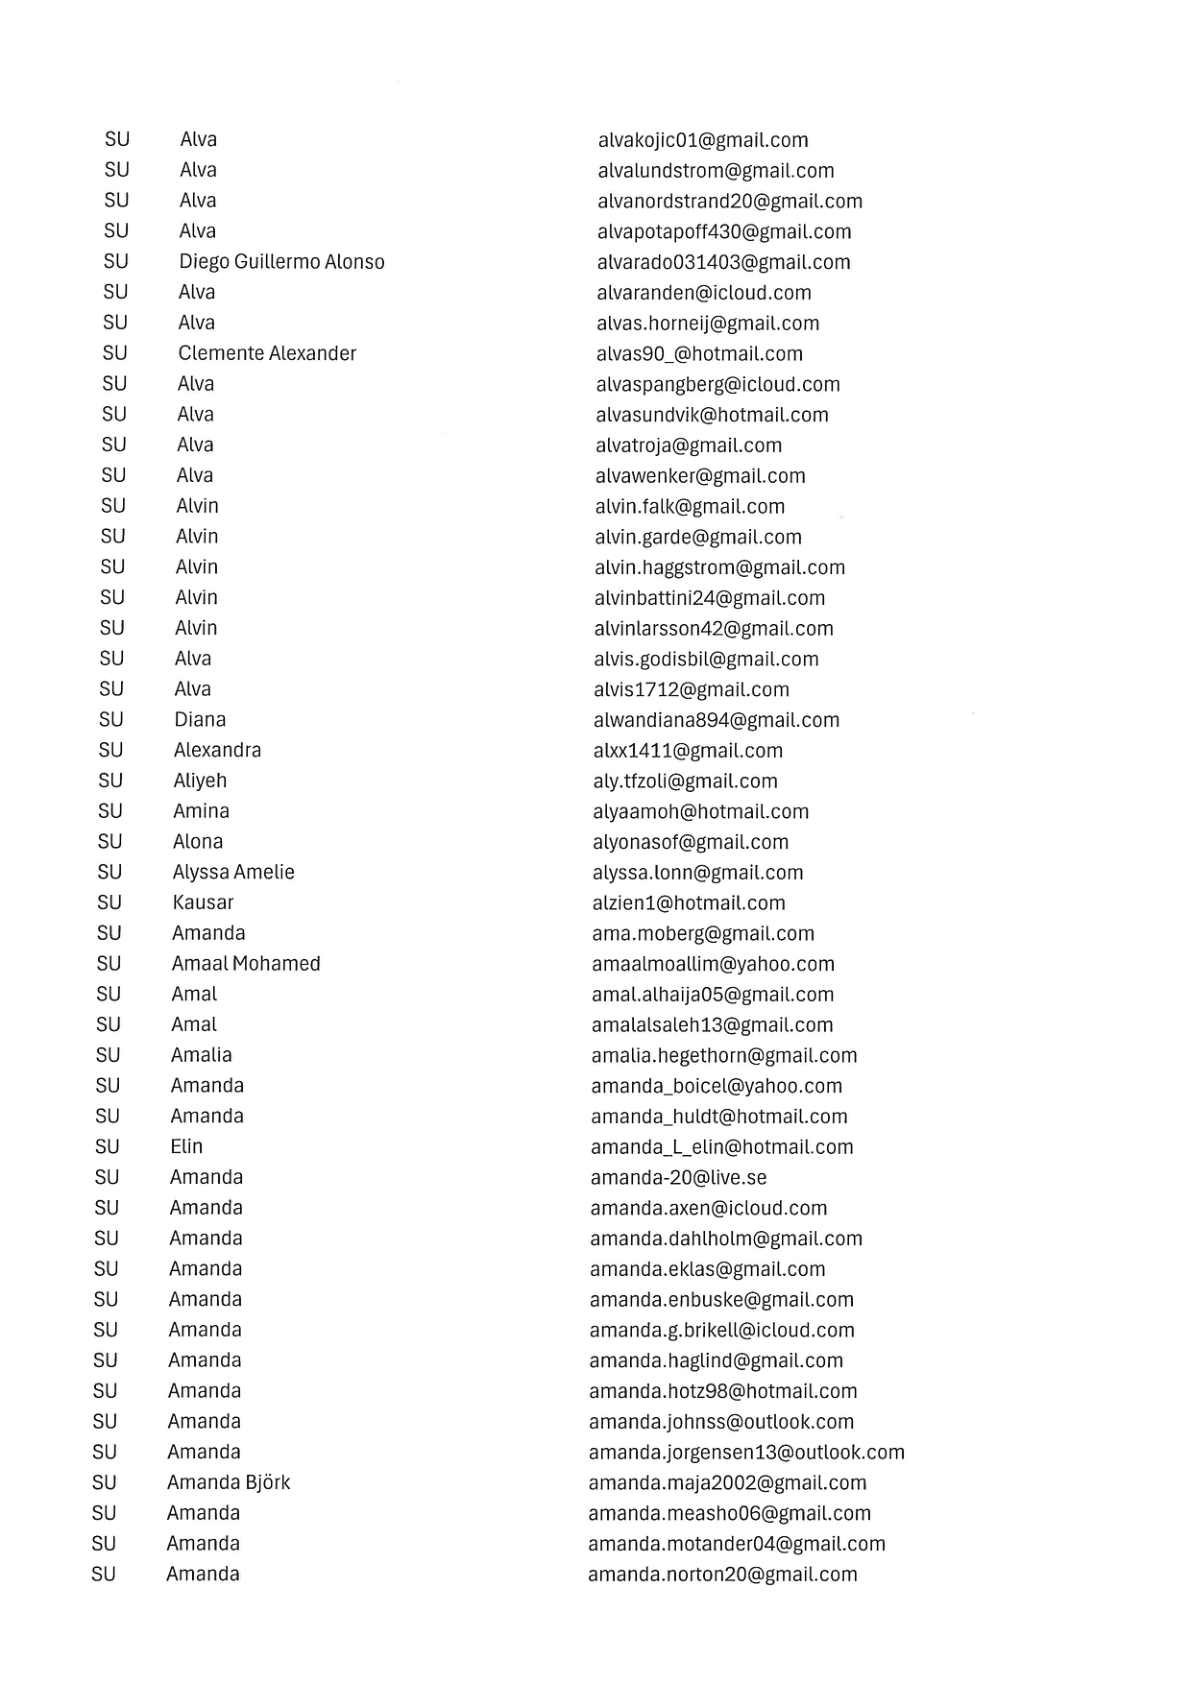 SU Alva alvakojic01@gmail.com
SU Alva alvalundstrom@gmail.com
SU Alva alvanordstrand20@gmail.com
SU Alva alvapotapoff430@gmail.com
SU Diego Guillermo Alonso alvarado031403@gmail.com
SU Alva alvaranden@icloud.com
SU Alva alvas.horneij@gmail.com
SU Clemente Alexander alvas90_@hotmail.com
SU Alva alvaspangberg@icloud.com
SU Alva alvasundvik@hotmail.com
SU Alva alvatroja@gmail.com
SU Alva alvawenker@gmail.com
SU Alvin alvin.falk@gmail.com
SU Alvin alvin.garde@gmail.com
SU Alvin alvin.haggstrom@gmail.com
SU Alvin alvinbattini24@gmail.com
SU Alvin alvinlarsson42@gmail.com
SU Alva alvis.godisbil@gmail.com
SU Alva alvis1712@gmail.com
SU Diana alwandiana894@gmail.com
SU Alexandra alxx1411@gmail.com
SU Aliyeh aly.tfzoli@gmail.com
SU Amina alyaamoh@hotmail.com
SU Alona alyonasof@gmail.com
SU Alyssa Amelie alyssa.lonn@gmail.com
SU Kausar alzien1@hotmail.com
SU Amanda ama.moberg@gmail.com
SU Amaal Mohamed amaalmoallim@yahoo.com
SU Amal amal.alhaija05@gmail.com
SU Amal amalalsaleh13@gmail.com
SU Amalia amalia.hegethorn@gmail.com
SU Amanda amanda_boicel@yahoo.com
SU Amanda amanda_huldt@hotmail.com
SU Elin amanda_L_elin@hotmail.com
SU Amanda amanda-20@live.se
SU Amanda amanda.axen@icloud.com
SU Amanda amanda.dahlholm@gmail.com
SU Amanda amanda.eklas@gmail.com
SU Amanda amanda.enbuske@gmail.com
SU Amanda amanda.g.brikell@icloud.com
SU Amanda amanda.haglind@gmail.com
SU Amanda amanda.hotz98@hotmail.com
SU Amanda amanda.johnss@outlook.com
SU Amanda amanda.jorgensen13@outlook.com
SU Amanda Björk amanda.maja2002@gmail.com
SU Amanda amanda.measho06@gmail.com
SU Amanda amanda.motander04@gmail.com
SU Amanda amanda.norton20@gmail.com